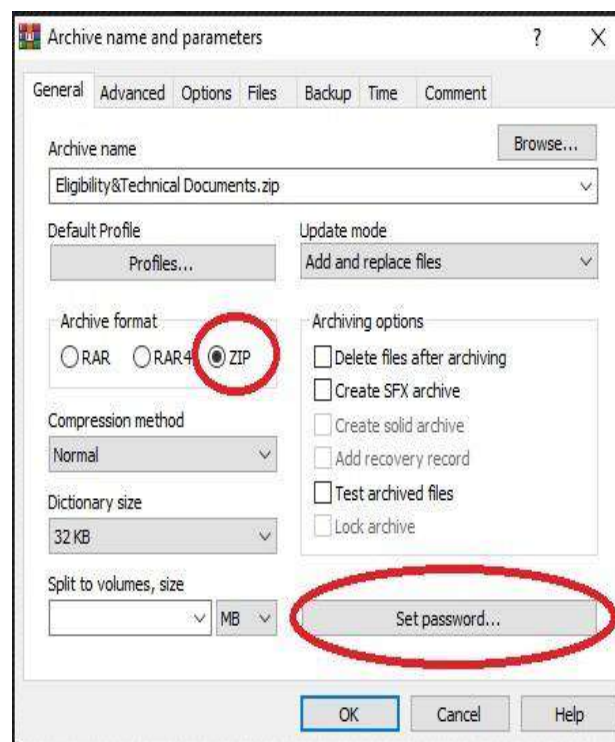 Archive name and parameters ? X
General Advanced Options Files Backup Time Comment
Archive name
Browse...
Eligibility&Technical Documents.zip
Default Profile
Update mode
Profiles...
Add and replace files
Archive format
Archiving options
RAR RAR4 ZIP
Delete files after archiving
Create SFX archive
Compression method
Create solid archive
Normal
Add recovery record
Dictionary size
Test archived files
32 KB
Lock archive
Split to volumes, size
MB
Set password...
OK Cancel Help